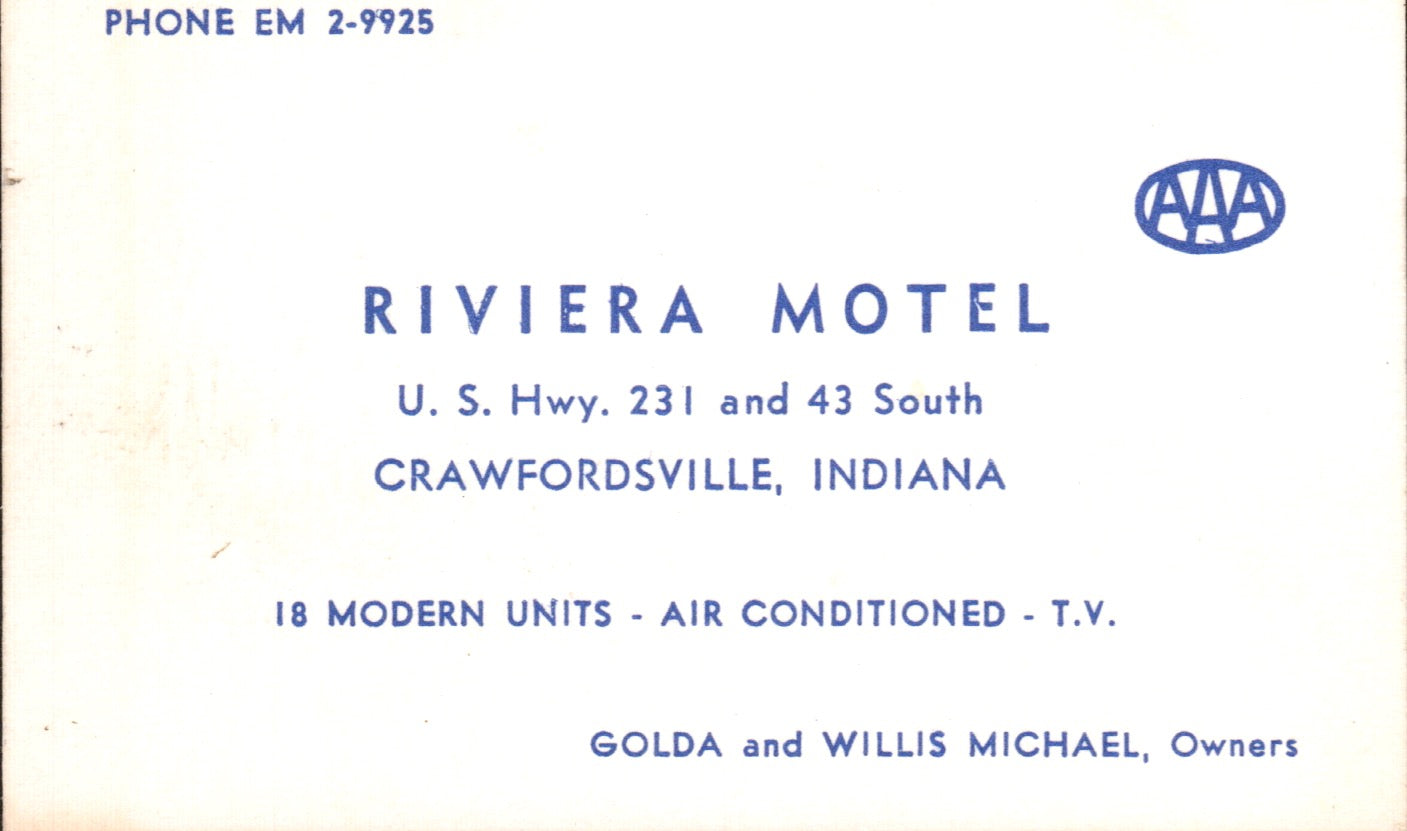 PHONE EM 2-9925
AAA
RIVIERA MOTEL
U. S. Hwy. 231 and 43 South
CRAWFORDSVILLE, INDIANA
18 MODERN UNITS - AIR CONDITIONED - T.V.
GOLDA and WILLIS MICHAEL, Owners